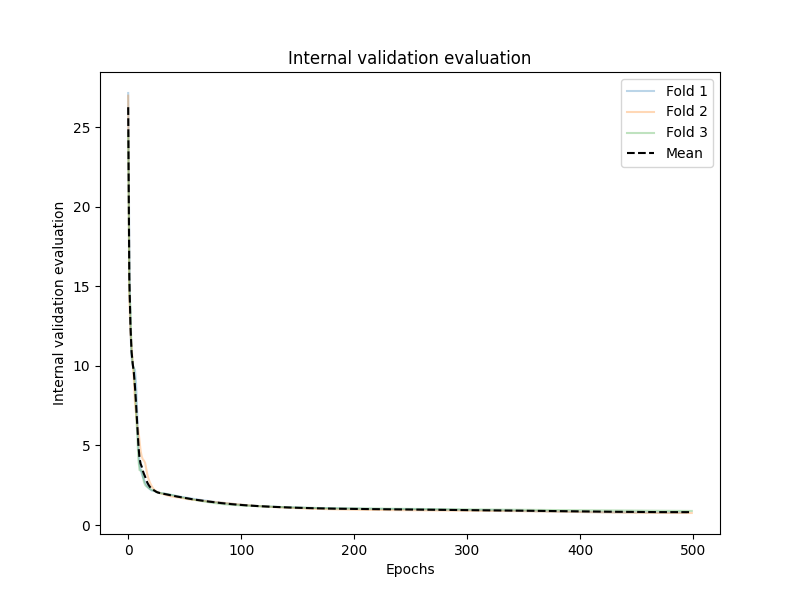 Internal validation evaluation
Fold 1
Fold 2
Fold 3
Mean
Internal validation evaluation
25
20
15
10
5
0
0 100 200 300 400 500
Epochs